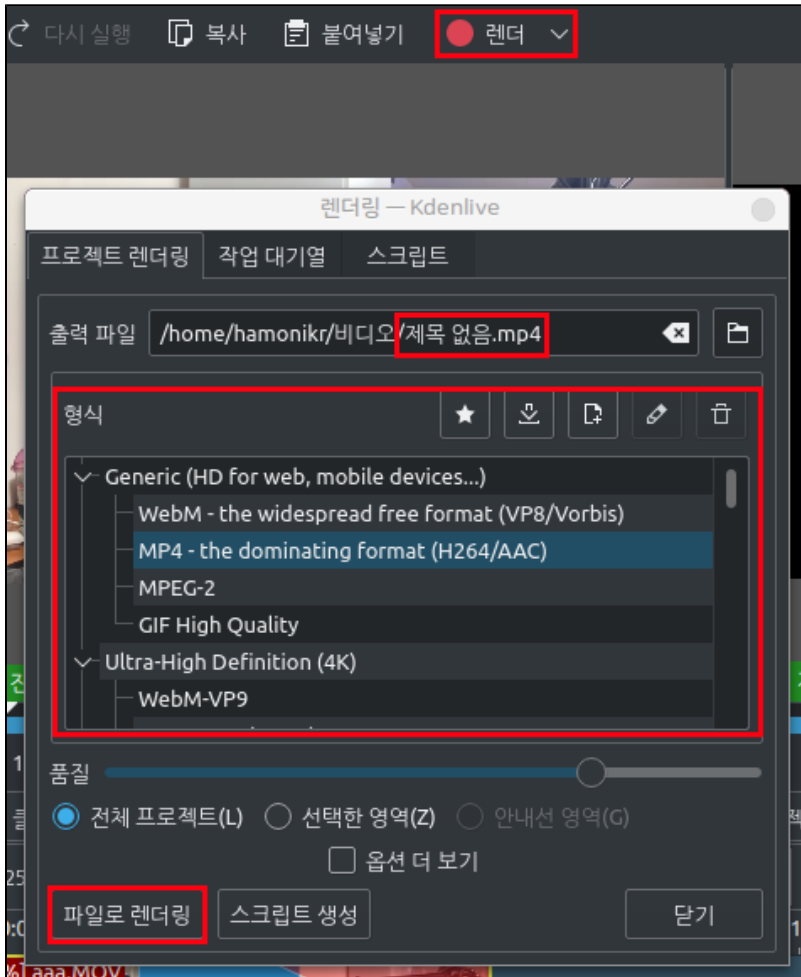 다시 실행 복사 붙여넣기 렌더
렌더링 — Kdenlive
프로젝트 렌더링 작업 대기열 스크립트
출력 파일 /home/hamonikr/비디오/제목 없음.mp4
형식
Generic (HD for web, mobile devices...)
WebM - the widespread free format (VP8/Vorbis)
MP4 - the dominating format (H264/AAC)
MPEG-2
GIF High Quality
Ultra-High Definition (4K)
WebM-VP9
품질
전체 프로젝트(L) 선택한 영역(Z) 안내선 영역(G)
옵션 더 보기
파일로 렌더링 스크립트 생성 닫기
aaa.MOV